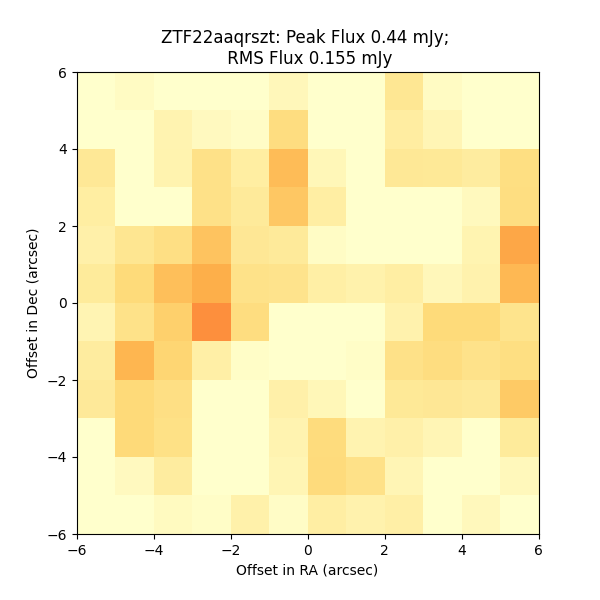 ZTF22aaqrszt: Peak Flux 0.44 mJy;
RMS Flux 0.155 mJy
6
4
2
0
−2
−4
−6
Offset in Dec (arcsec)
−6 −4 −2 0 2 4 6
Offset in RA (arcsec)